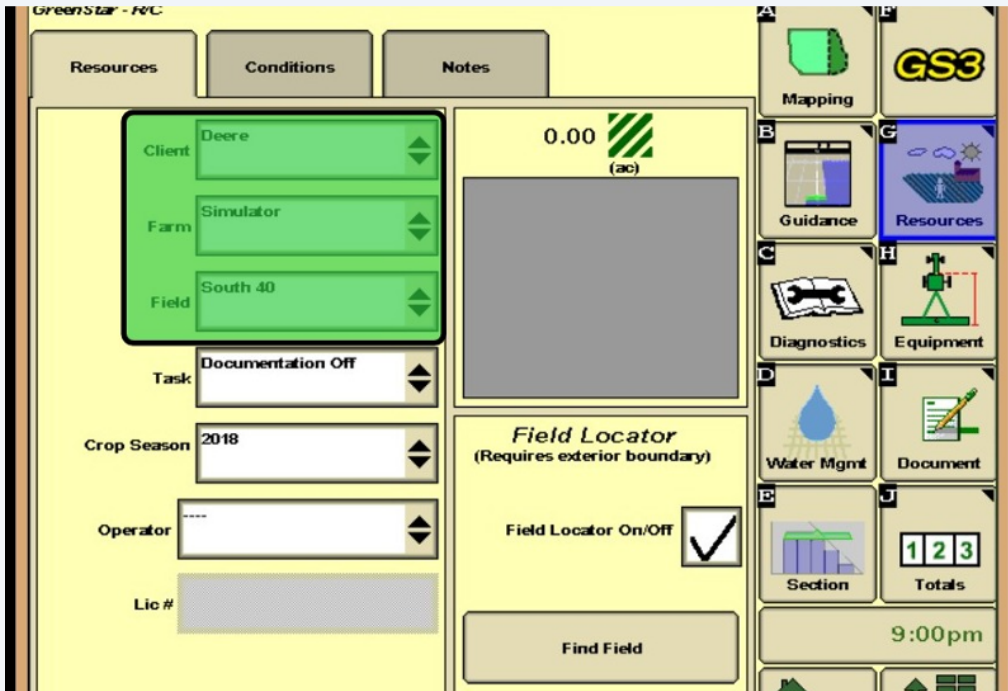 GreenStar - R/C
Resources
Conditions
Notes
Client
Deere
Farm
Simulator
Field
South 40
Task
Documentation Off
Crop Season
2018
Operator
----
Lic #
0.00
(ac)
Field Locator
(Requires exterior boundary)
Field Locator On/Off
Find Field
A
Mapping
F
GS3
B
Guidance
G
Resources
C
Diagnostics
H
Equipment
D
Water Mgmt
I
Document
E
Section
J
1 2 3
Totals
9:00pm